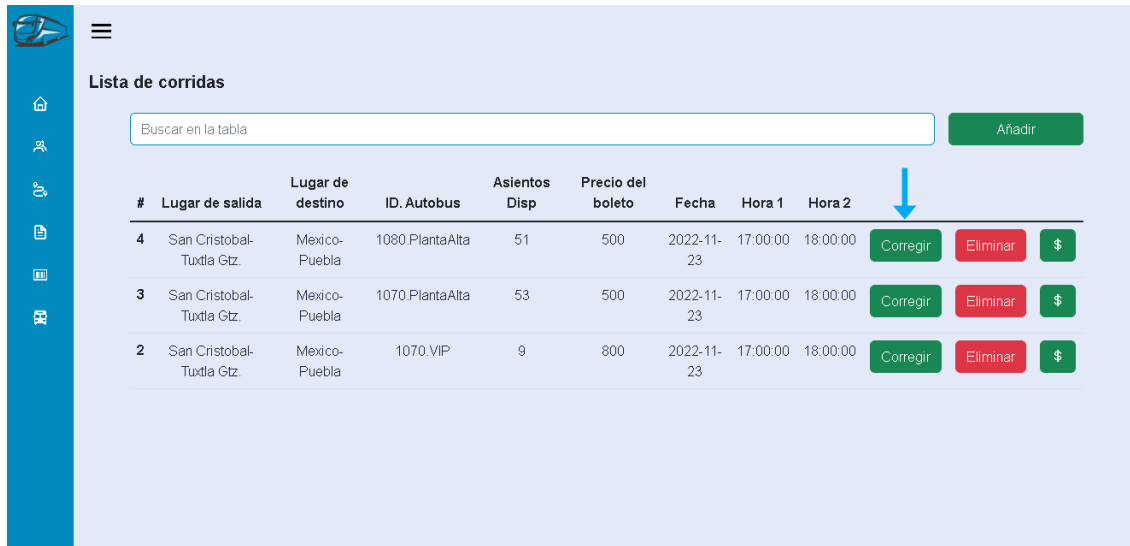 Lista de corridas
Buscar en la tabla
Añadir
# Lugar de salida Lugar de destino ID. Autobus Asientos Disp Precio del boleto Fecha Hora 1 Hora 2
4 San Cristobal-Tuxtla Gtz. Mexico-Puebla 1080.PlantaAlta 51 500 2022-11-23 17:00:00 18:00:00 Corregir Eliminar $
3 San Cristobal-Tuxtla Gtz. Mexico-Puebla 1070.PlantaAlta 53 500 2022-11-23 17:00:00 18:00:00 Corregir Eliminar $
2 San Cristobal-Tuxtla Gtz. Mexico-Puebla 1070.VIP 9 800 2022-11-23 17:00:00 18:00:00 Corregir Eliminar $